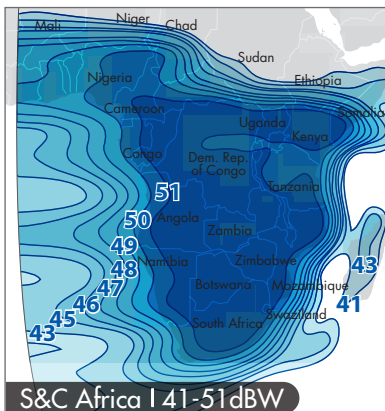 Mali
Niger
Chad
Sudan
Nigeria
Ethiopia
Cameroon
Somalia
Uganda
Kenya
Congo
Dem. Rep.
of Congo
Tanzania
51
50
Angola
49
Zambia
48
Namibia
Zimbabwe
43
47
Botswana
Mozambique
46
41
45
South Africa
Swaziland
43
S&C Africa I 41-51dBW